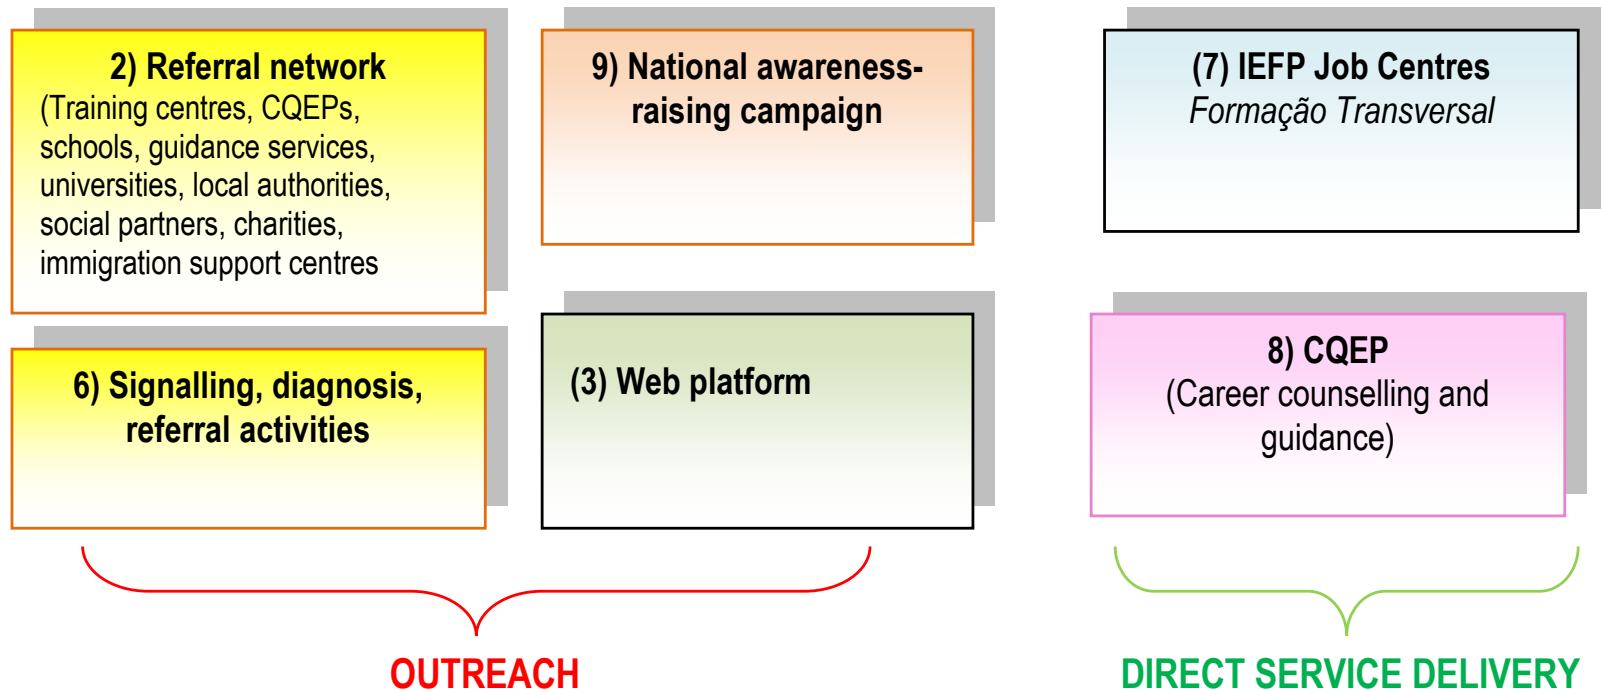 2) Referral network
(Training centres, CQEPs,
schools, guidance services,
universities, local authorities,
social partners, charities,
immigration support centres
9) National awareness-
raising campaign
(7) IEFP Job Centres
Formação Transversal
6) Signalling, diagnosis,
referral activities
(3) Web platform
8) CQEP
(Career counselling and
guidance)
OUTREACH
DIRECT SERVICE DELIVERY